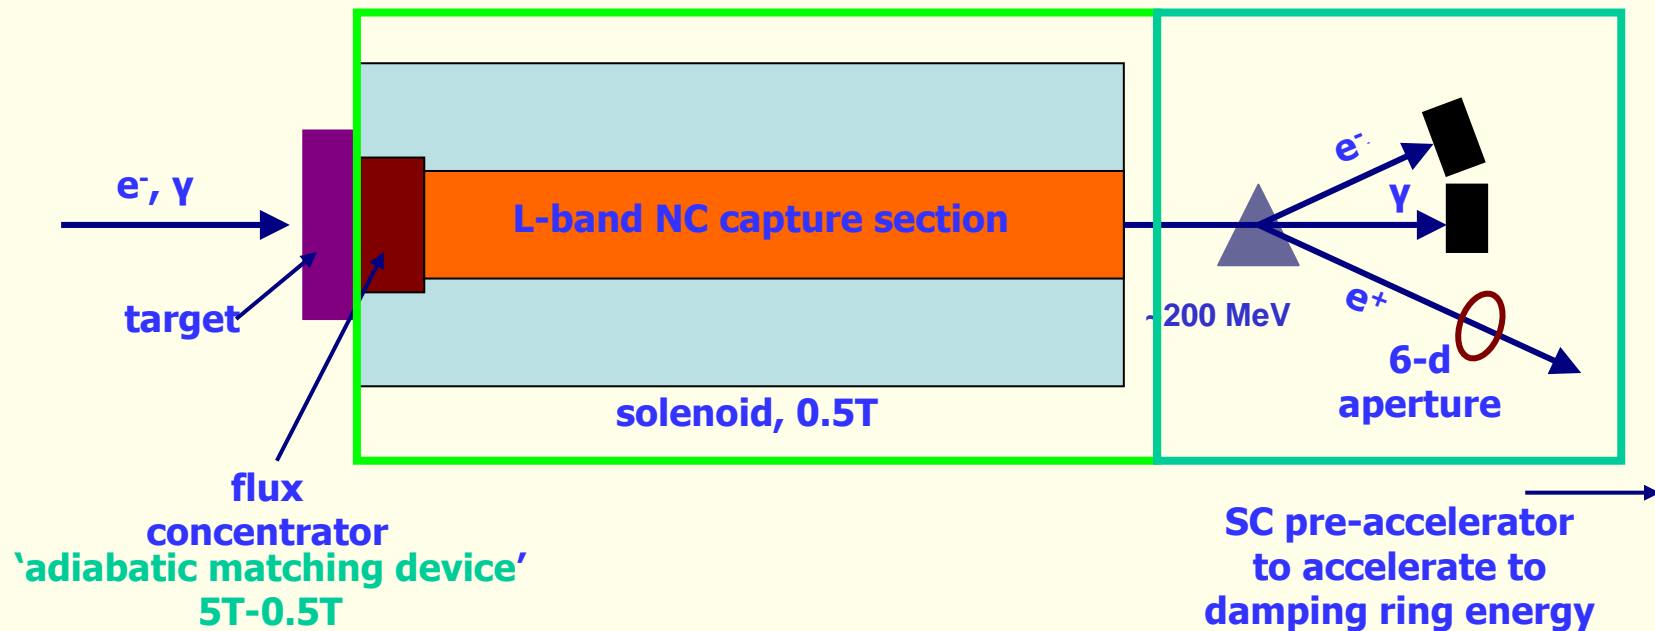 e⁻, γ
target
flux
concentrator
‘adiabatic matching device’
5T-0.5T
L-band NC capture section
solenoid, 0.5T
~200 MeV
e⁻
γ
e⁺
6-d
aperture
SC pre-accelerator
to accelerate to
damping ring energy